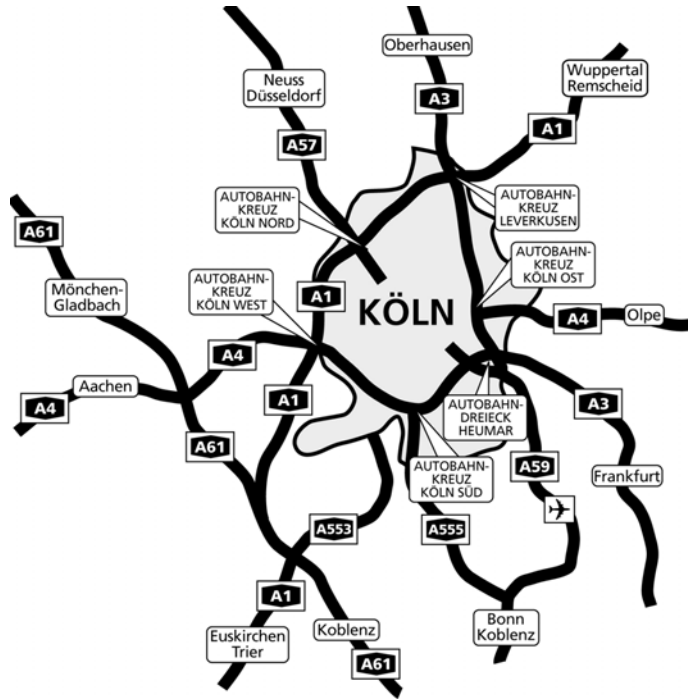 Oberhausen
Neuss
Düsseldorf
Wuppertal
Remscheid
A3
A1
A57
AUTOBAHN-
KREUZ
KÖLN NORD
AUTOBAHN-
KREUZ
LEVERKUSEN
A61
AUTOBAHN-
KREUZ
KÖLN OST
Mönchen-
Gladbach
AUTOBAHN-
KREUZ
KÖLN WEST
A1
KÖLN
A4
Olpe
A4
Aachen
A4
A1
AUTOBAHN-
DREIECK
HEUMAR
A3
A61
AUTOBAHN-
KREUZ
KÖLN SÜD
A59
Frankfurt
A553
A555
A1
Euskirchen
Trier
Koblenz
Bonn
Koblenz
A61